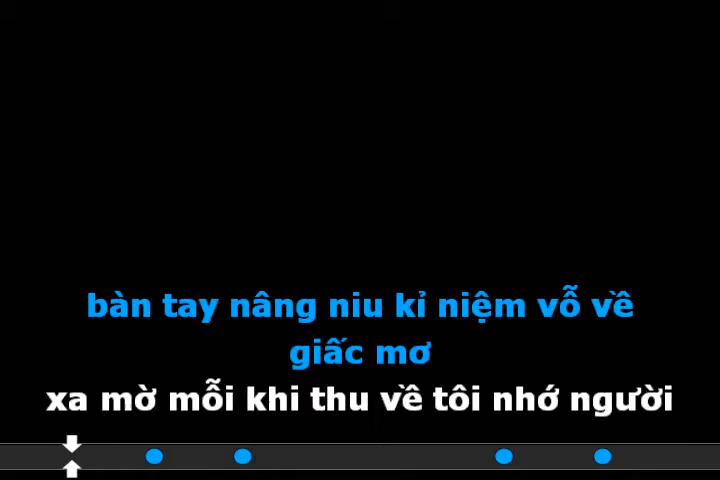 bàn tay nâng niu kỉ niệm vỗ về
giấc mơ
xa mờ mỗi khi thu về tôi nhớ người